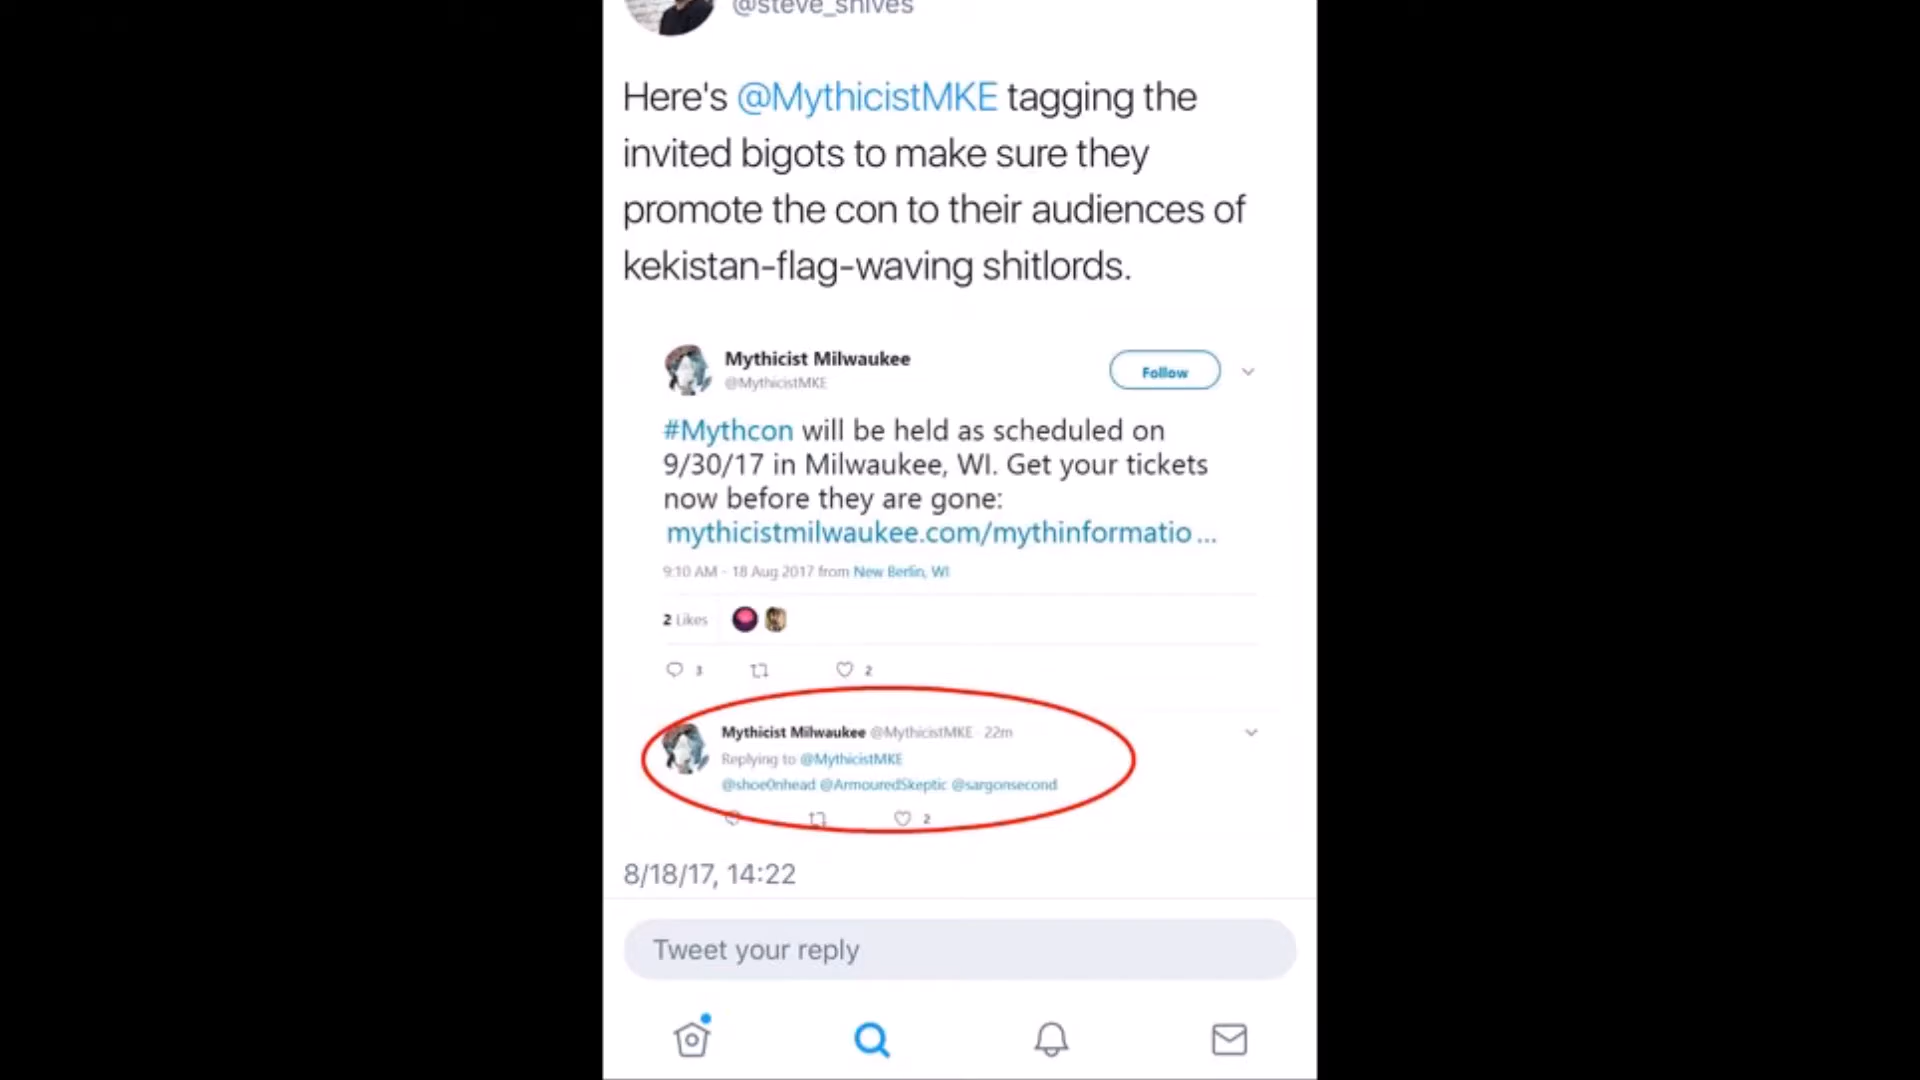 @steve_shives
Here's @MythicistMKE tagging the
invited bigots to make sure they
promote the con to their audiences of
kekistan-flag-waving shitlords.
Mythicist Milwaukee
@MythicistMKE
Follow
#Mythcon will be held as scheduled on
9/30/17 in Milwaukee, WI. Get your tickets
now before they are gone:
mythicistmilwaukee.com/mythinformatio...
9:10 AM - 18 Aug 2017 from New Berlin, WI
2 Likes
3 2
Mythicist Milwaukee @MythicistMKE · 22m
Replying to @MythicistMKE
@shoe0nhead @ArmouredSkeptic @sargonsecond
2
8/18/17, 14:22
Tweet your reply